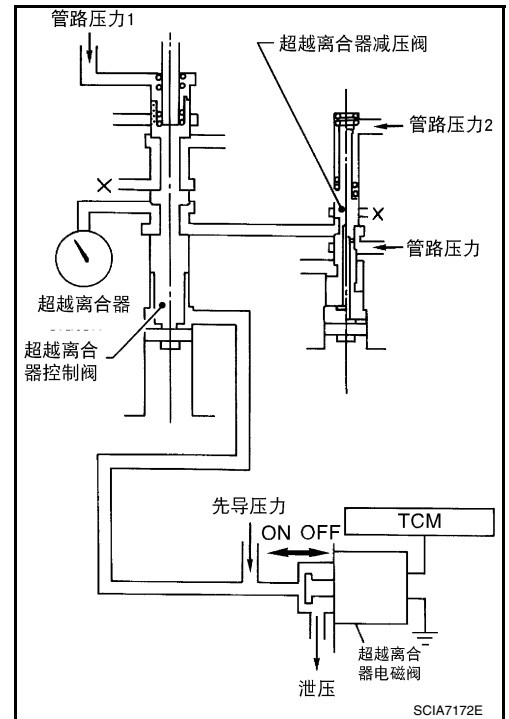 管路压力1
超越离合器减压阀
管路压力2
X
X
管路压力
超越离合器
超越离合
器控制阀
先导压力
ON OFF
TCM
超越离合
器电磁阀
泄压
SCIA7172E